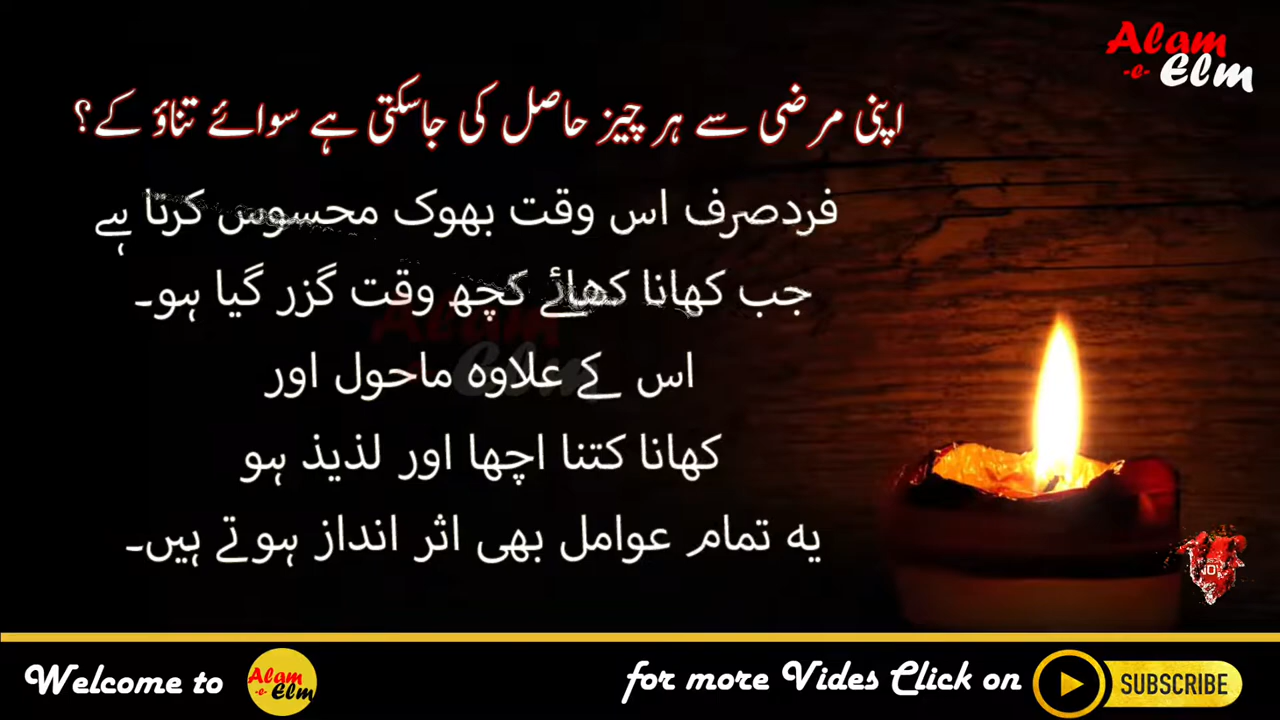 Alam
-e-
Elm
اپنی مرضی سے ہر چیز حاصل کی جاسکتی ہے سوائے تناؤ کے؟
فردصرف اس وقت بھوک محسوس کرتا ہے
جب کھانا کھائے کچھ وقت گزر گیا ہو۔
اس کے علاوہ ماحول اور
کھانا کتنا اچھا اور لذیذ ہو
یہ تمام عوامل بھی اثر انداز ہوتے ہیں۔
Alam
Elm
Welcome to
Alam
-e-
Elm
for more Vides Click on
SUBSCRIBE